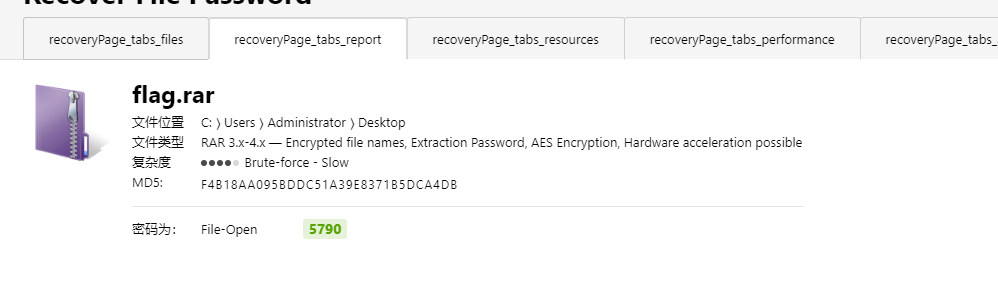 Recover File Password
recoveryPage_tabs_files recoveryPage_tabs_report recoveryPage_tabs_resources recoveryPage_tabs_performance recoveryPage_tabs_
flag.rar
文件位置 C: 〉Users 〉Administrator 〉Desktop
文件类型 RAR 3.x-4.x — Encrypted file names, Extraction Password, AES Encryption, Hardware acceleration possible
复杂度 Brute-force - Slow
MD5: F4B18AA095BDDC51A39E8371B5DCA4DB
密码为： File-Open 5790